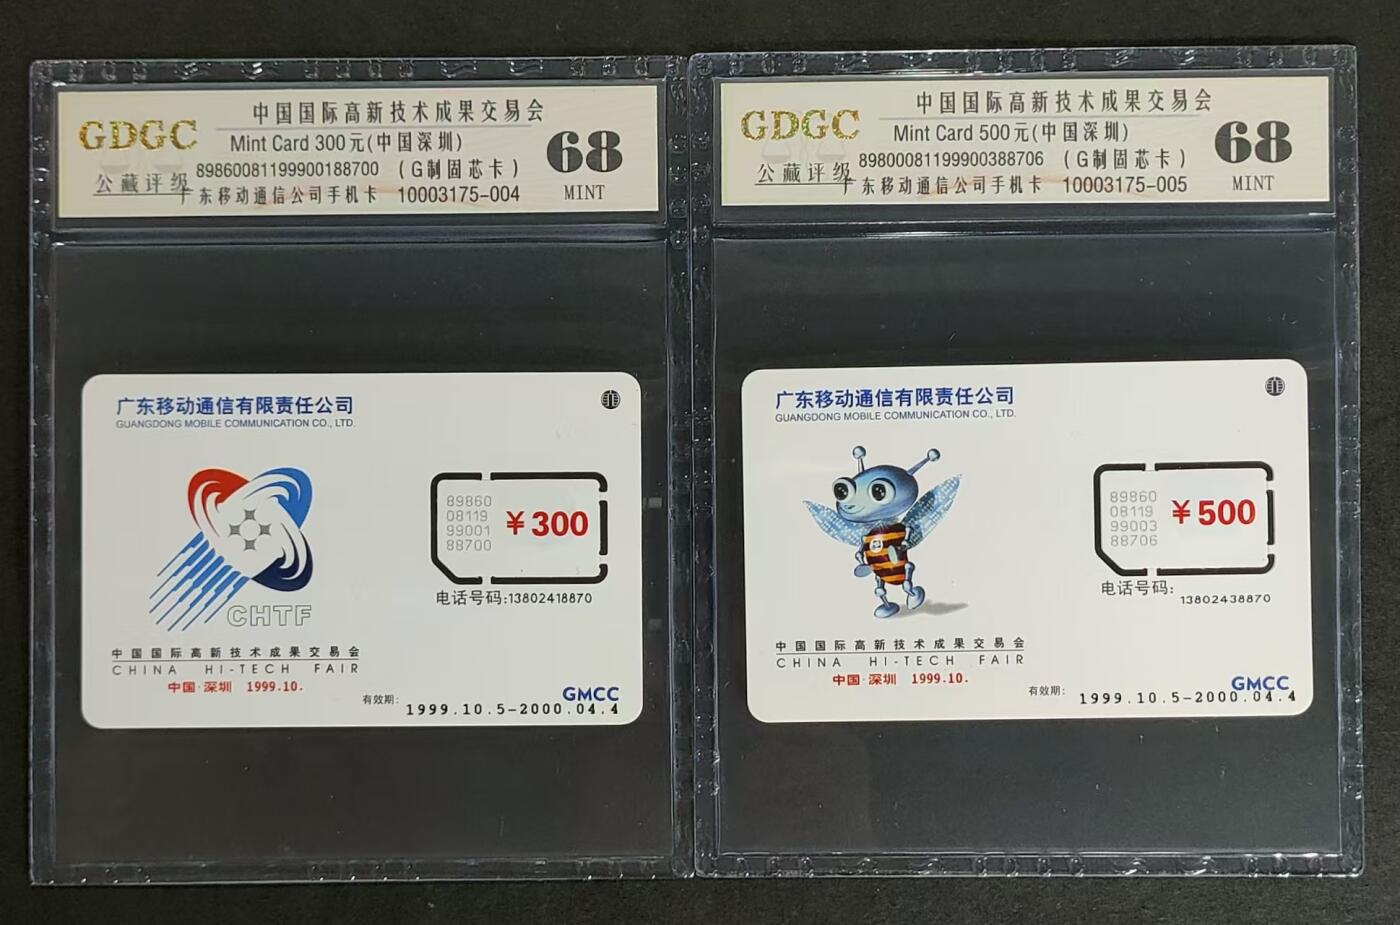 GDGC
公藏评级
中国国际高新技术成果交易会
Mint Card 300元(中国深圳)
89860081199900188700 (G制固芯卡)
广东移动通信公司手机卡 10003175-004
68
MINT
广东移动通信有限责任公司
GUANGDONG MOBILE COMMUNICATION CO., LTD.
CHTF
中国国际高新技术成果交易会
CHINA HI-TECH FAIR
中国·深圳 1999.10.
89860
08119
99001
88700
¥300
电话号码:13802418870
GMCC
有效期: 1999.10.5-2000.04.4
GDGC
公藏评级
中国国际高新技术成果交易会
Mint Card 500元(中国深圳)
89800081199900388706 (G制固芯卡)
广东移动通信公司手机卡 10003175-005
68
MINT
广东移动通信有限责任公司
GUANGDONG MOBILE COMMUNICATION CO., LTD.
中国国际高新技术成果交易会
CHINA HI-TECH FAIR
中国·深圳 1999.10.
89860
08119
99003
88706
¥500
电话号码: 13802438870
GMCC
有效期: 1999.10.5-2000.04.4